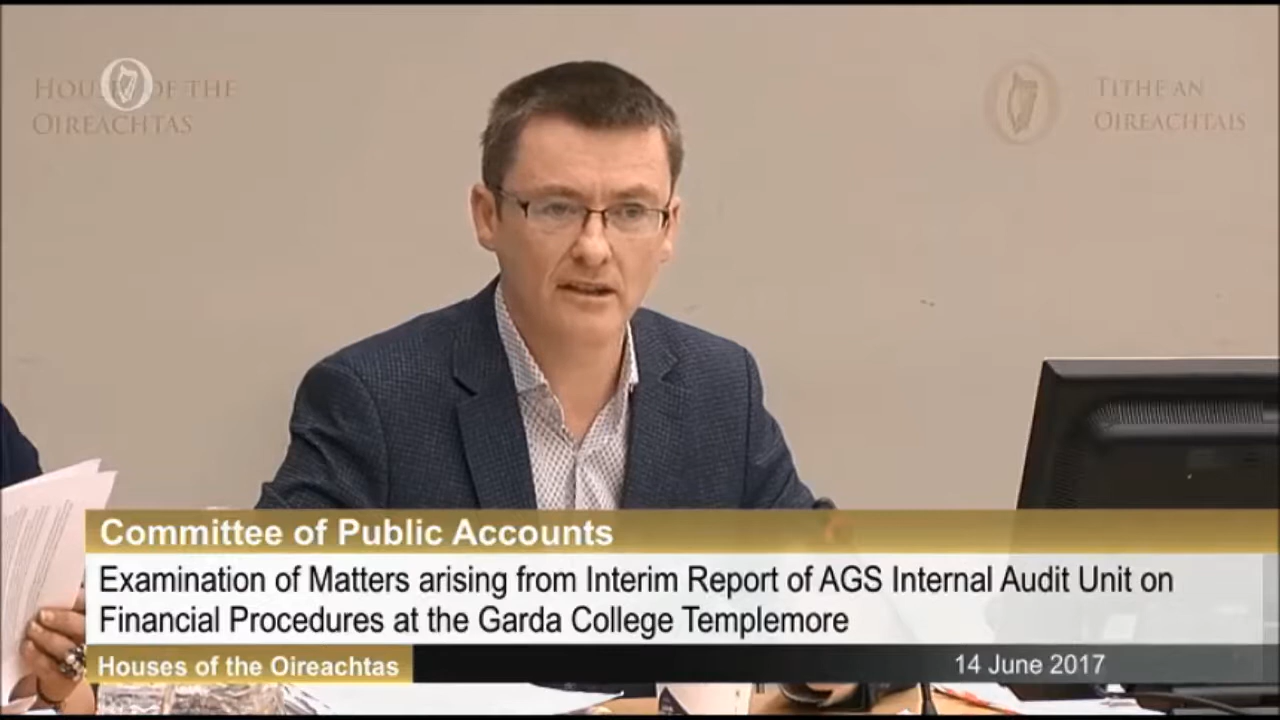 HOUSES OF THE
OIREACHTAS
TITHE AN
OIREACHTAIS
Committee of Public Accounts
Examination of Matters arising from Interim Report of AGS Internal Audit Unit on
Financial Procedures at the Garda College Templemore
Houses of the Oireachtas
14 June 2017